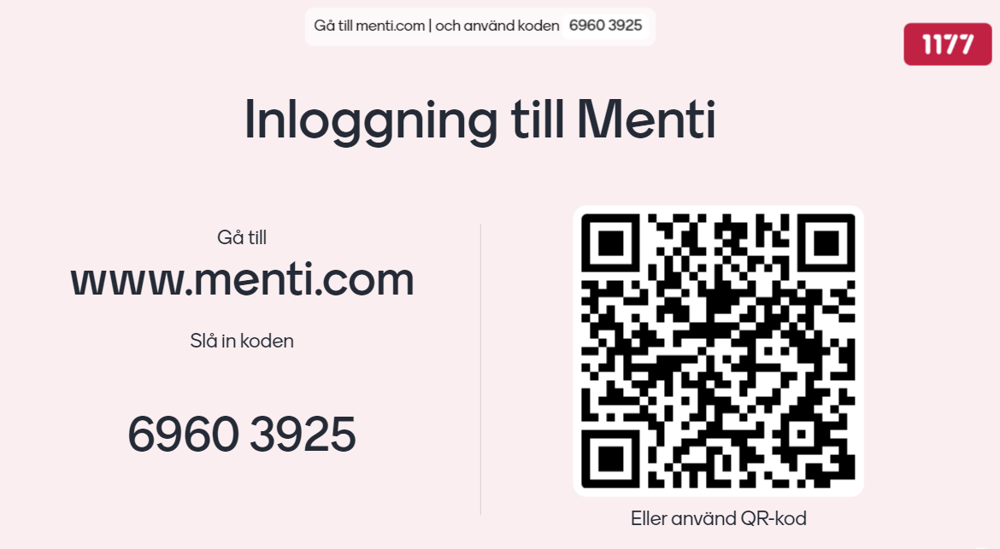 Gå till menti.com | och använd koden 6960 3925
1177
Inloggning till Menti
Gå till
www.menti.com
Slå in koden
6960 3925
Eller använd QR-kod